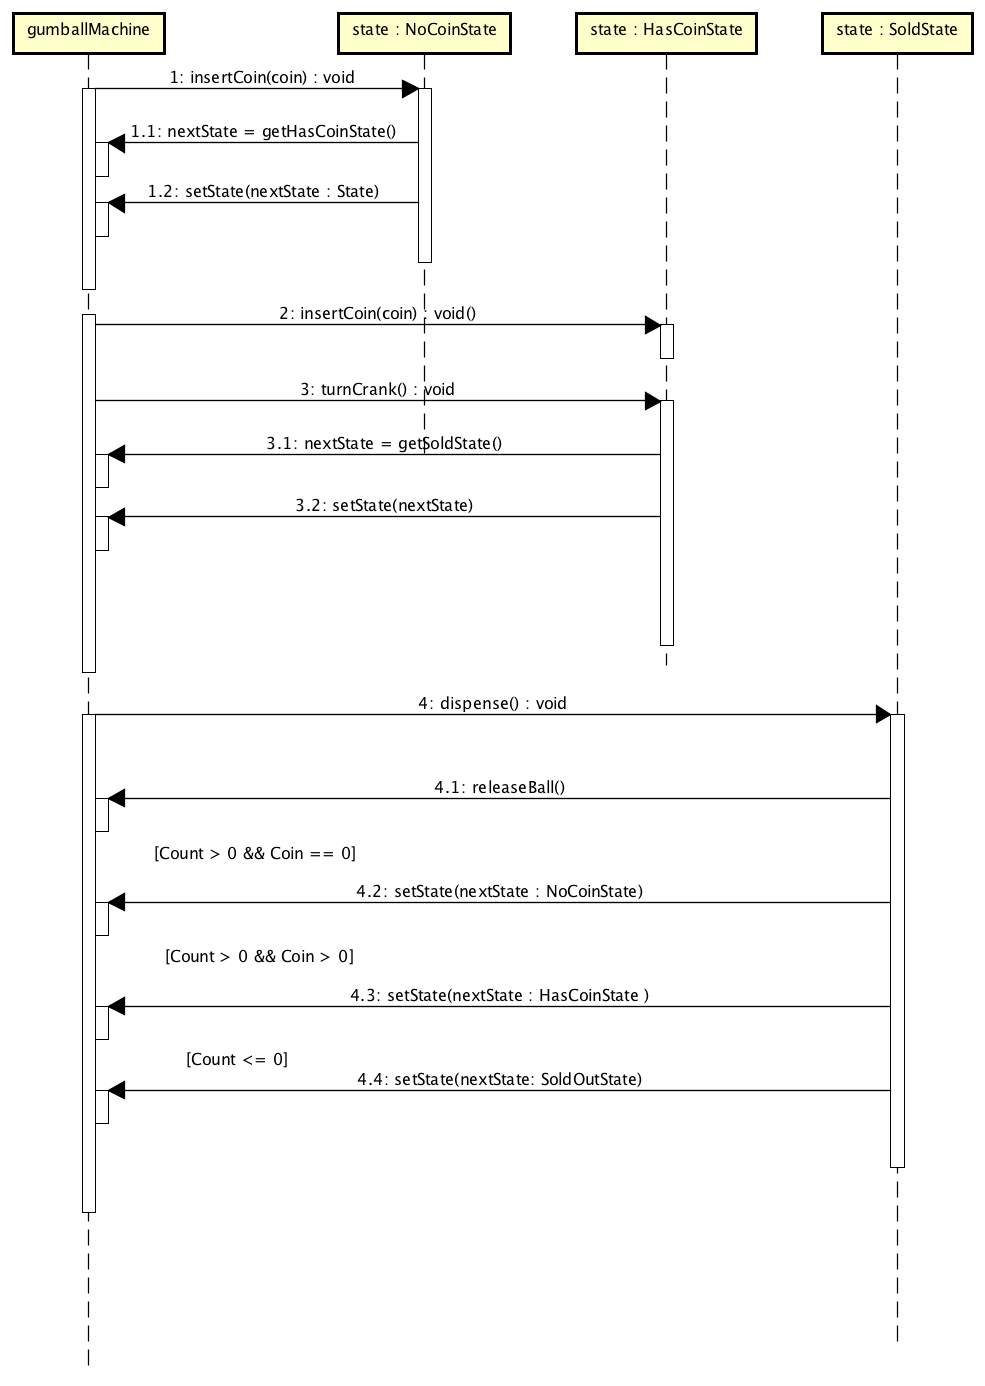 gumballMachine
state : NoCoinState
state : HasCoinState
state : SoldState
1: insertCoin(coin) : void
1.1: nextState = getHasCoinState()
1.2: setState(nextState : State)
2: insertCoin(coin) : void()
3: turnCrank() : void
3.1: nextState = getSoldState()
3.2: setState(nextState)
4: dispense() : void
4.1: releaseBall()
[Count > 0 && Coin == 0]
4.2: setState(nextState : NoCoinState)
[Count > 0 && Coin > 0]
4.3: setState(nextState : HasCoinState )
[Count <= 0]
4.4: setState(nextState: SoldOutState)